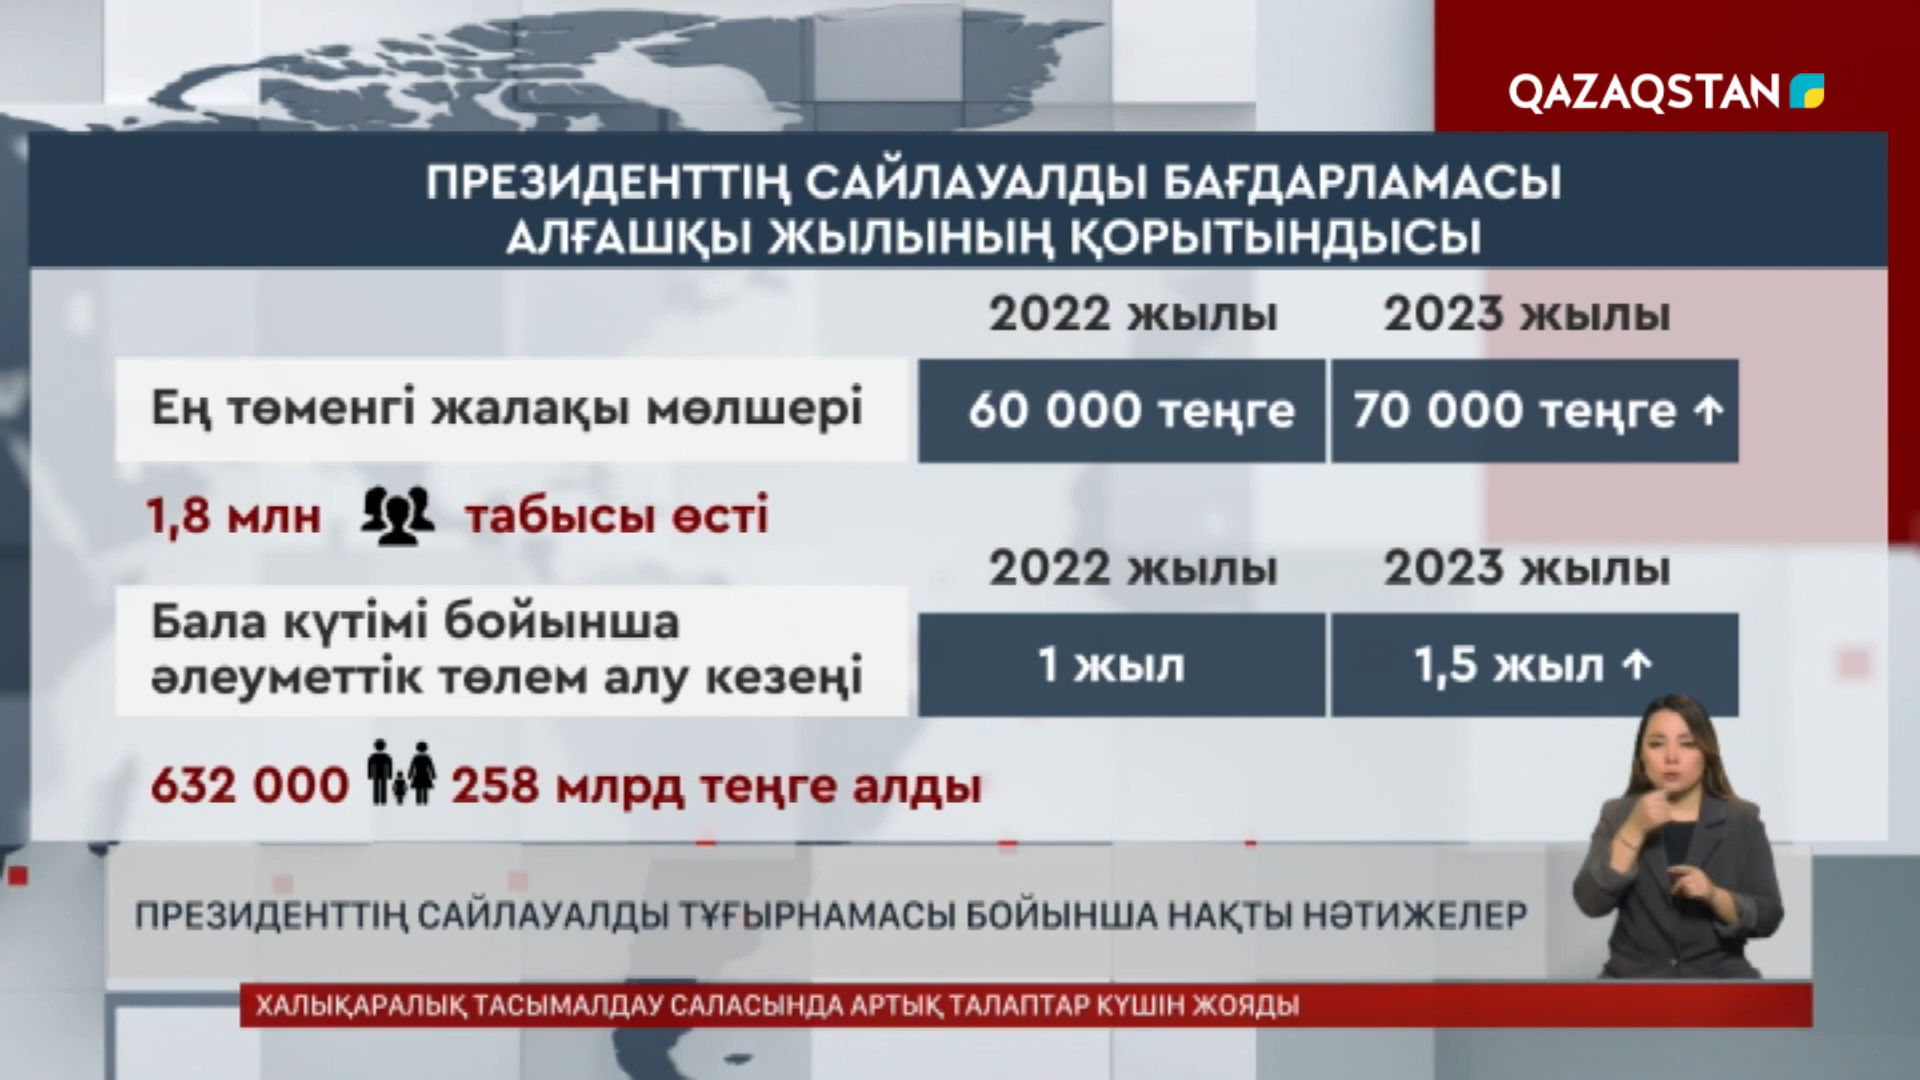 QAZAQSTAN
ПРЕЗИДЕНТТІҢ САЙЛАУАЛДЫ БАҒДАРЛАМАСЫ
АЛҒАШҚЫ ЖЫЛЫНЫҢ ҚОРЫТЫНДЫСЫ
2022 жылы 2023 жылы
Ең төменгі жалақы мөлшері 60 000 теңге 70 000 теңге ↑
1,8 млн табысы өсті
2022 жылы 2023 жылы
Бала күтімі бойынша
әлеуметтік төлем алу кезеңі 1 жыл 1,5 жыл ↑
632 000 258 млрд теңге алды
ПРЕЗИДЕНТТІҢ САЙЛАУАЛДЫ ТҰҒЫРНАМАСЫ БОЙЫНША НАҚТЫ НӘТИЖЕЛЕР
ХАЛЫҚАРАЛЫҚ ТАСЫМАЛДАУ САЛАСЫНДА АРТЫҚ ТАЛАПТАР КҮШІН ЖОЯДЫ